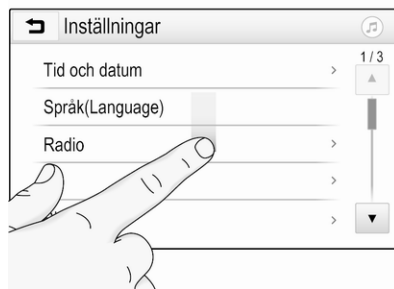 Inställningar
Tid och datum
1 / 3
Språk(Language)
Radio